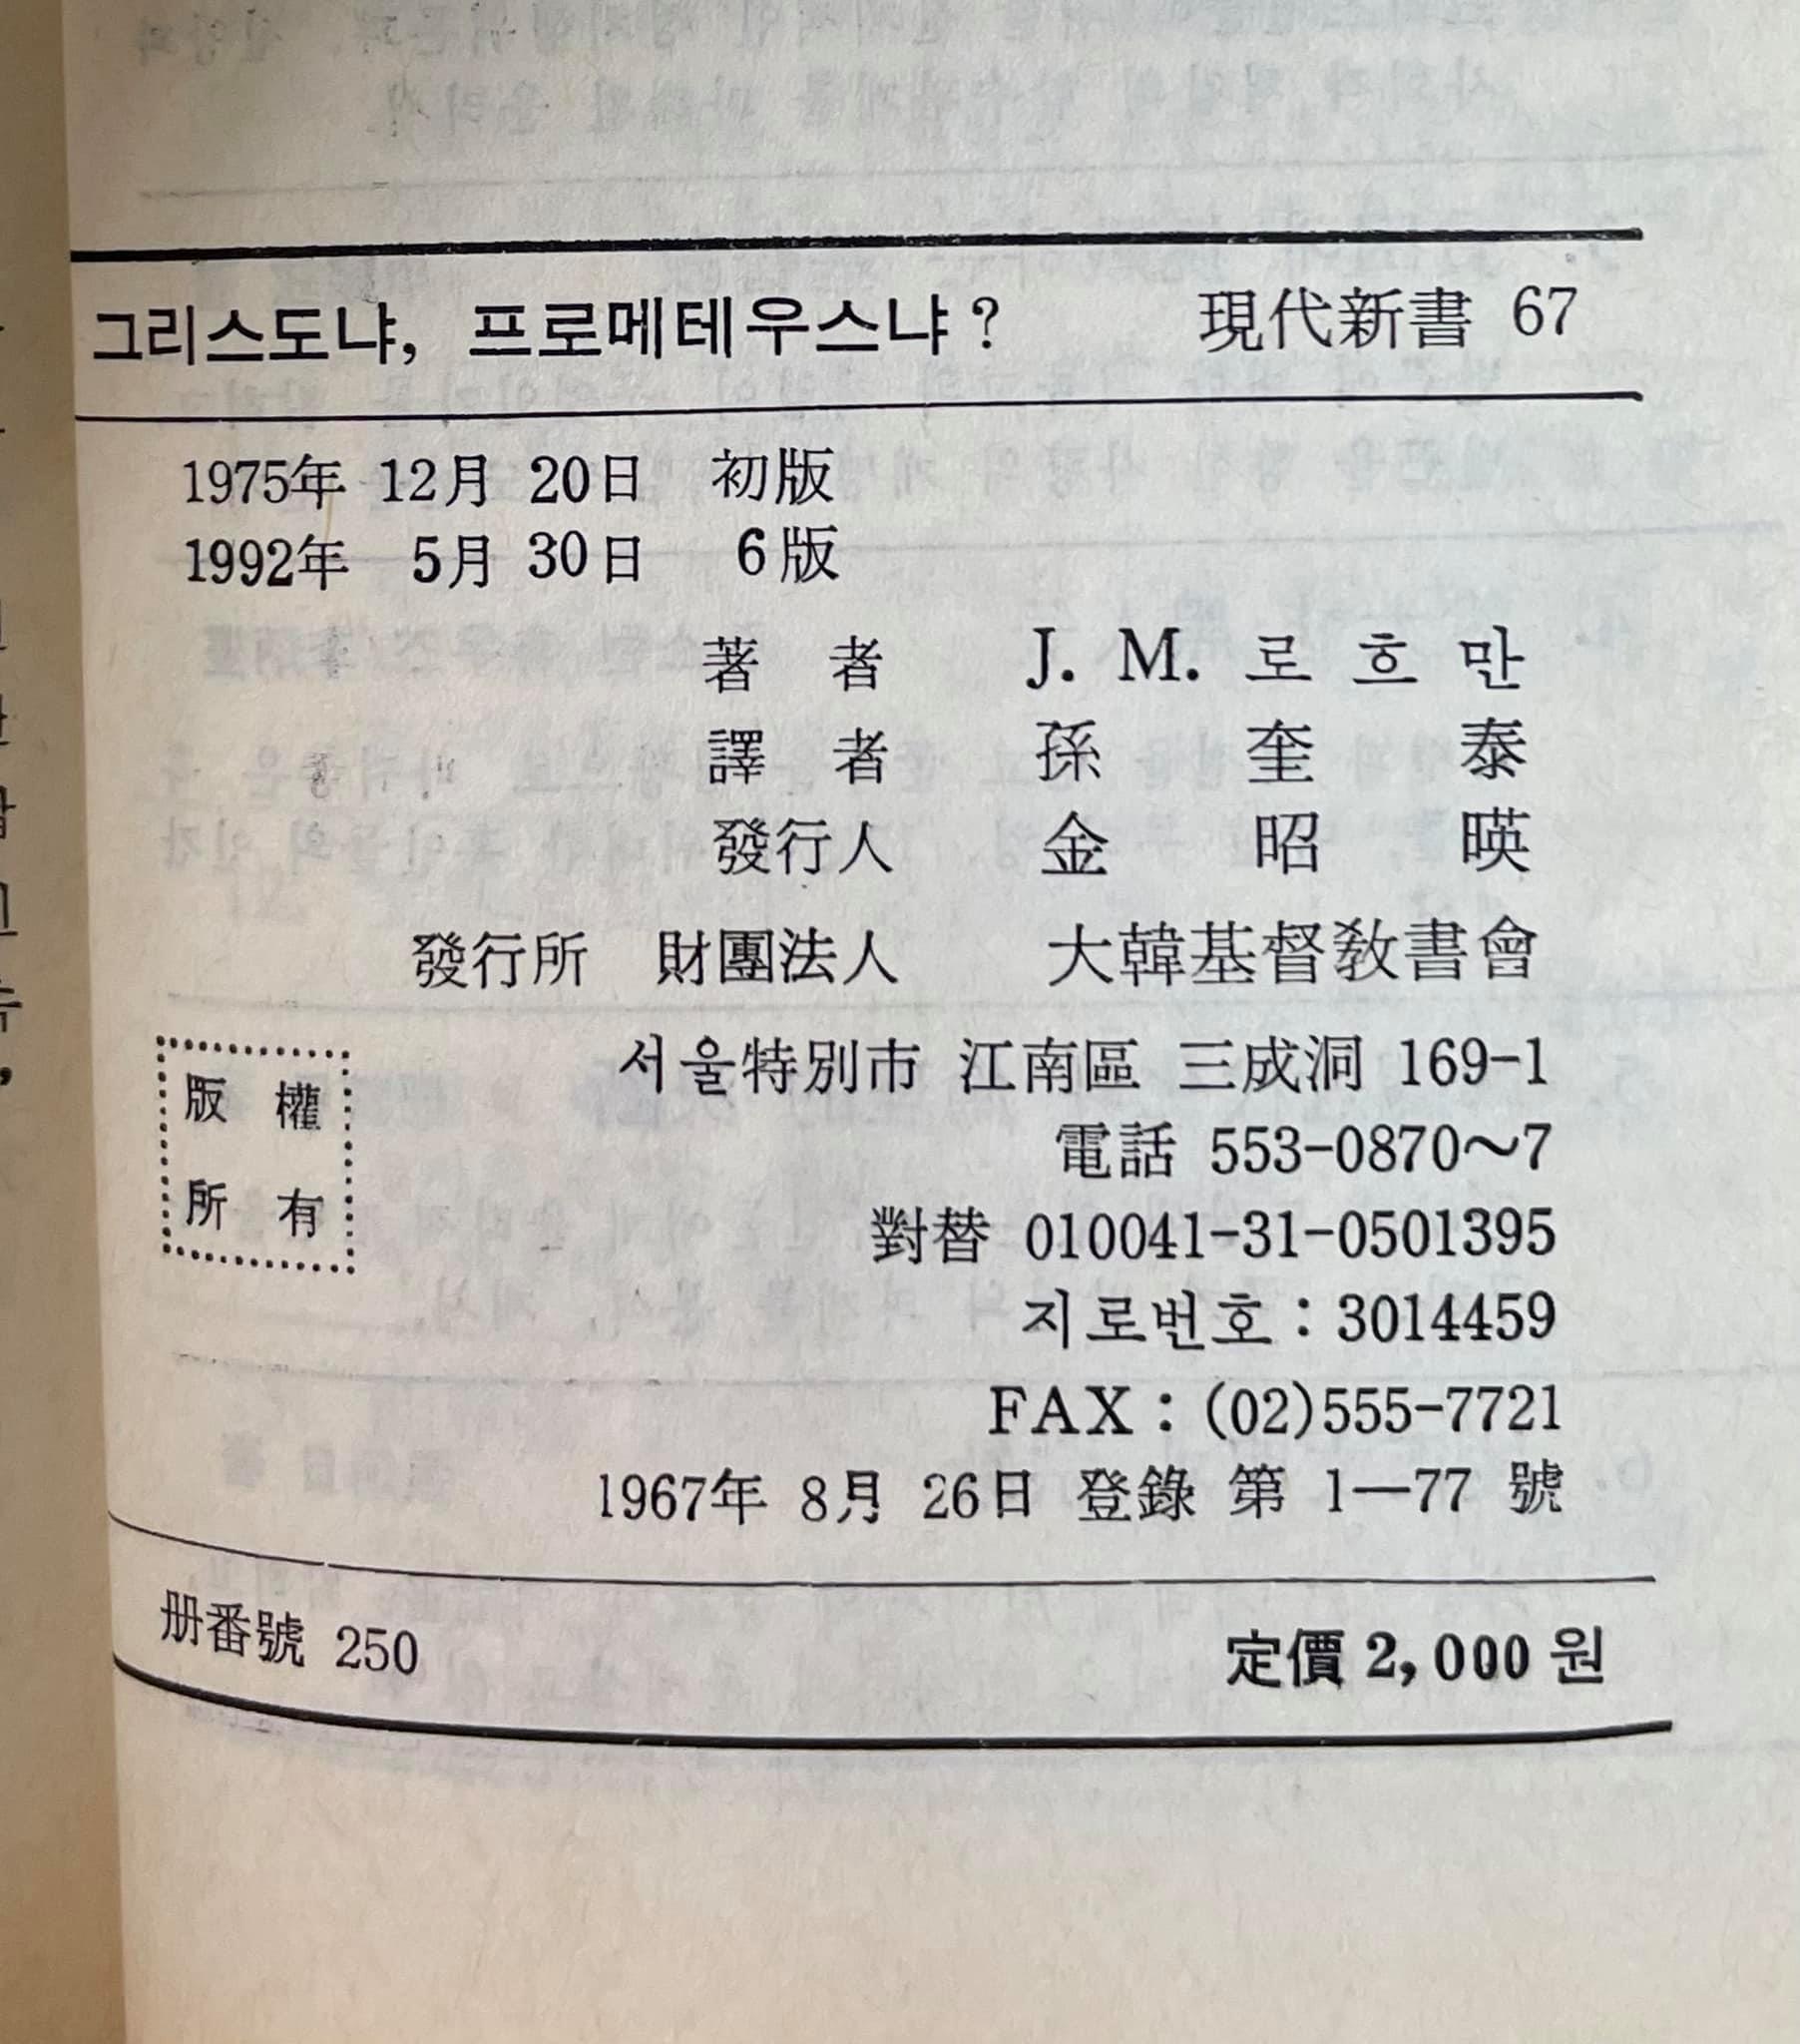 그리스도냐, 프로메테우스냐? 現代新書 67
1975年 12月 20日 初版
1992年 5月 30日 6版
著 者 J. M. 로 흐 만
譯 者 孫 奎 泰
發行人 金 昭 暎
發行所 財團法人 大韓基督敎書會
서울特別市 江南區 三成洞 169-1
電話 553-0870~7
對替 010041-31-0501395
지로번호 : 3014459
FAX : (02)555-7721
1967年 8月 26日 登錄 第 1—77 號
版 權
所 有
册番號 250 定價 2,000 원